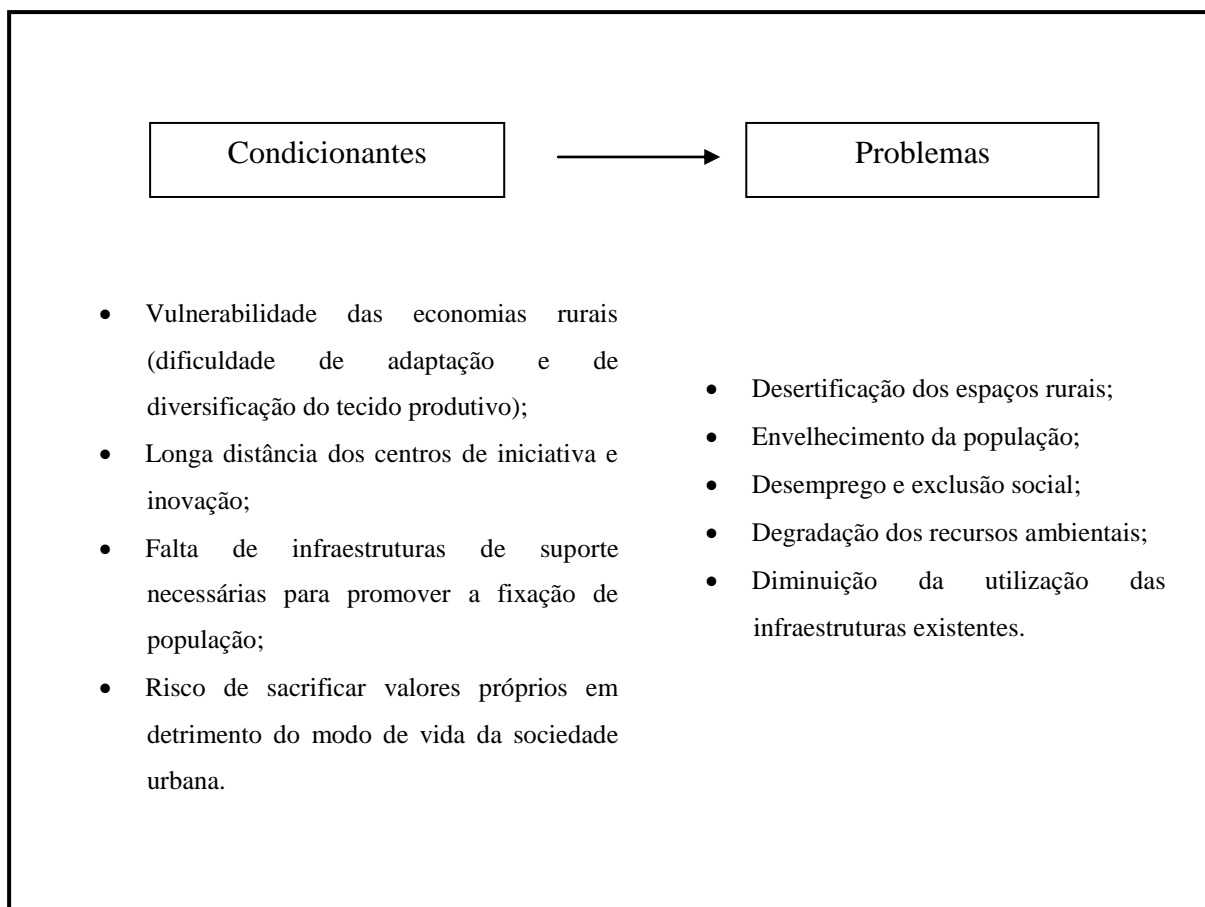 Condicionantes
Problemas
• Vulnerabilidade das economias rurais
(dificuldade de adaptação e de
diversificação do tecido produtivo);
• Longa distância dos centros de iniciativa e
inovação;
• Falta de infraestruturas de suporte
necessárias para promover a fixação de
população;
• Risco de sacrificar valores próprios em
detrimento do modo de vida da sociedade
urbana.
• Desertificação dos espaços rurais;
• Envelhecimento da população;
• Desemprego e exclusão social;
• Degradação dos recursos ambientais;
• Diminuição da utilização das
infraestruturas existentes.